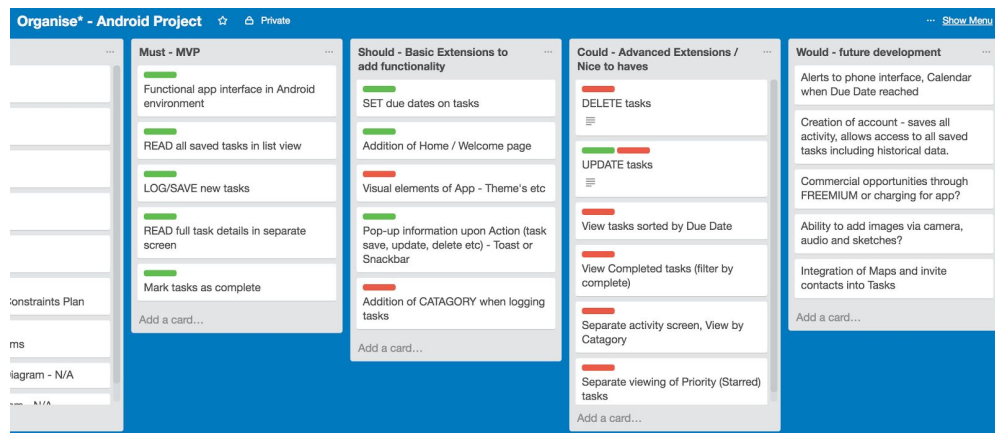 Organise* - Android Project
Private
... Show Menu
Constraints Plan
ms
iagram - N/A
N/A
Must - MVP
Functional app interface in Android
environment
READ all saved tasks in list view
LOG/SAVE new tasks
READ full task details in separate
screen
Mark tasks as complete
Add a card...
Should - Basic Extensions to
add functionality
SET due dates on tasks
Addition of Home / Welcome page
Visual elements of App - Theme's etc
Pop-up information upon Action (task
save, update, delete etc) - Toast or
Snackbar
Addition of CATAGORY when logging
tasks
Add a card...
Could - Advanced Extensions /
Nice to haves
DELETE tasks
UPDATE tasks
View tasks sorted by Due Date
View Completed tasks (filter by
complete)
Separate activity screen, View by
Catagory
Separate viewing of Priority (Starred)
tasks
Add a card...
Would - future development
Alerts to phone interface, Calendar
when Due Date reached
Creation of account - saves all
activity, allows access to all saved
tasks including historical data.
Commercial opportunities through
FREEMIUM or charging for app?
Ability to add images via camera,
audio and sketches?
Integration of Maps and invite
contacts into Tasks
Add a card...